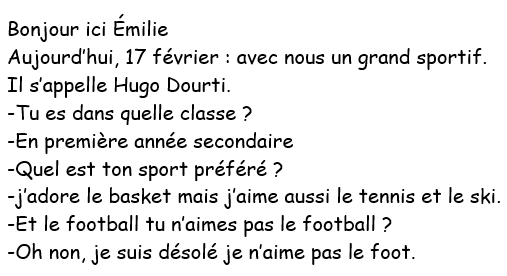 Bonjour ici Émilie
Aujourd’hui, 17 février : avec nous un grand sportif.
Il s’appelle Hugo Dourti.
-Tu es dans quelle classe ?
-En première année secondaire
-Quel est ton sport préféré ?
-j’adore le basket mais j’aime aussi le tennis et le ski.
-Et le football tu n’aimes pas le football ?
-Oh non, je suis désolé je n’aime pas le foot.